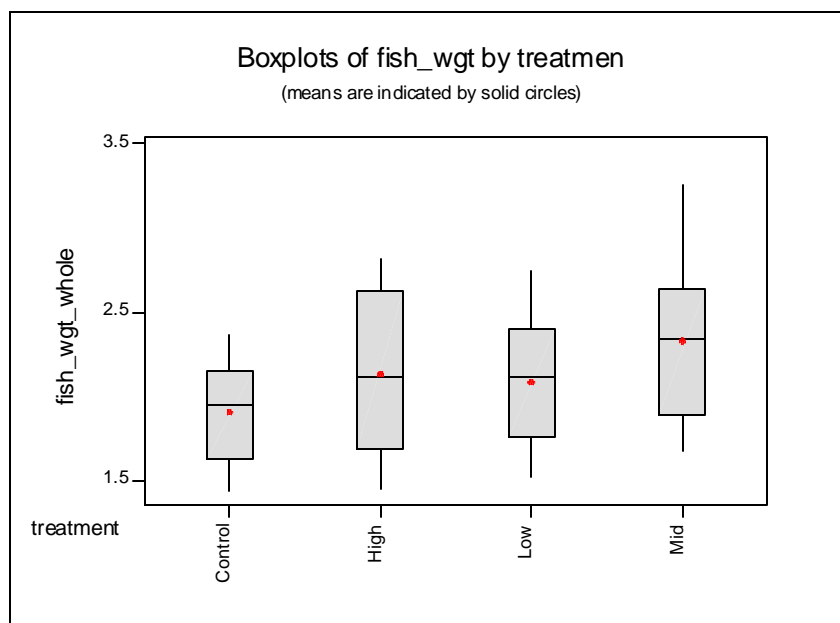 Boxplots of fish_wgt by treatmen
(means are indicated by solid circles)
3.5
2.5
1.5
fish_wgt_whole
treatment
Control
High
Low
Mid